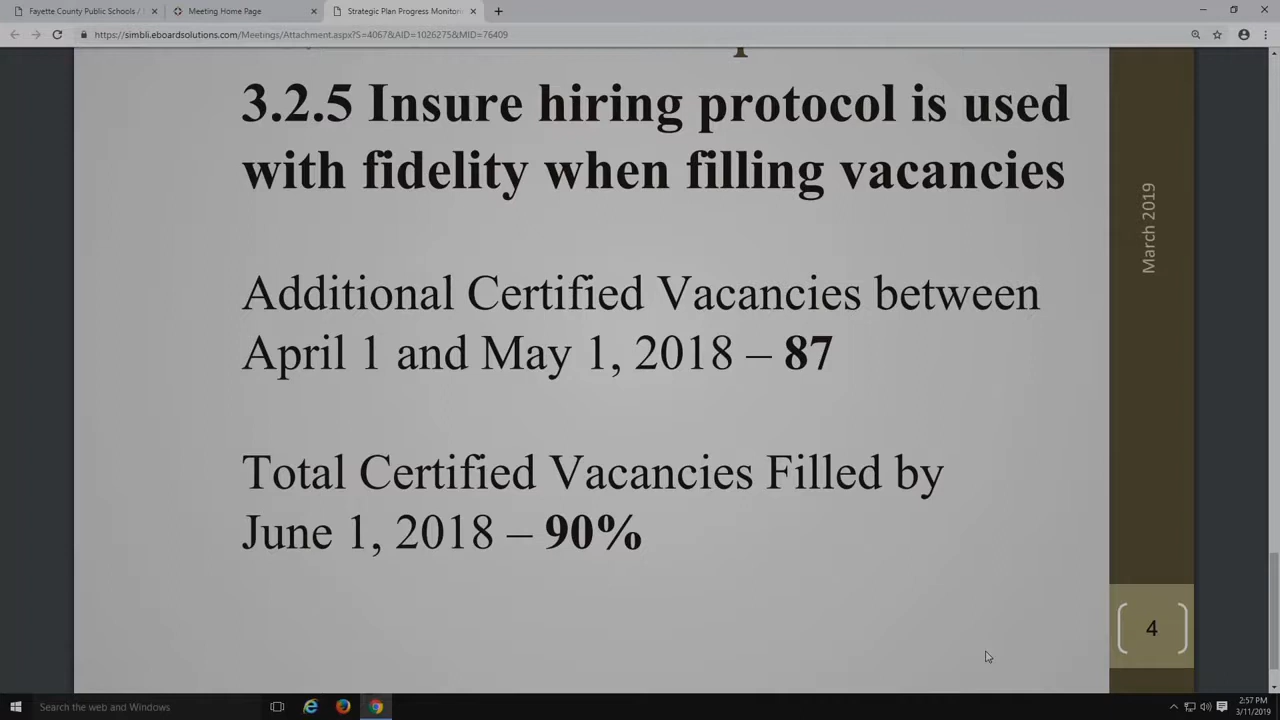 Fayette County Public Schools /
Meeting Home Page
Strategic Plan Progress Monitori
https://simbli.eboardsolutions.com/Meetings/Attachment.aspx?S=4067&AID=1026275&MID=76409
3.2.5 Insure hiring protocol is used
with fidelity when filling vacancies
March 2019
Additional Certified Vacancies between
April 1 and May 1, 2018 – 87
Total Certified Vacancies Filled by
June 1, 2018 – 90%
4
Search the web and Windows
2:57 PM
3/11/2019